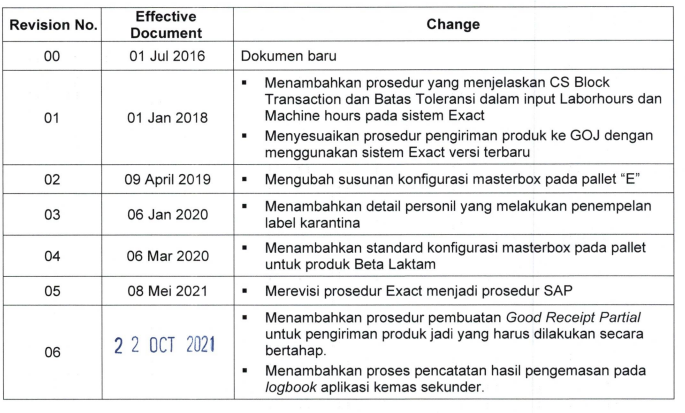 Revision No. Effective Document Change
00 01 Jul 2016 Dokumen baru
01 01 Jan 2018
▪ Menambahkan prosedur yang menjelaskan CS Block
Transaction dan Batas Toleransi dalam input Laborhours dan
Machine hours pada sistem Exact
▪ Menyesuaikan prosedur pengiriman produk ke GOJ dengan
menggunakan sistem Exact versi terbaru
02 09 April 2019 ▪ Mengubah susunan konfigurasi masterbox pada pallet “E”
03 06 Jan 2020
▪ Menambahkan detail personil yang melakukan penempelan
label karantina
04 06 Mar 2020
▪ Menambahkan standard konfigurasi masterbox pada pallet
untuk produk Beta Laktam
05 08 Mei 2021 ▪ Merevisi prosedur Exact menjadi prosedur SAP
06 22 OCT 2021
▪ Menambahkan prosedur pembuatan Good Receipt Partial
untuk pengiriman produk jadi yang harus dilakukan secara
bertahap.
▪ Menambahkan proses pencatatan hasil pengemasan pada
logbook aplikasi kemas sekunder.